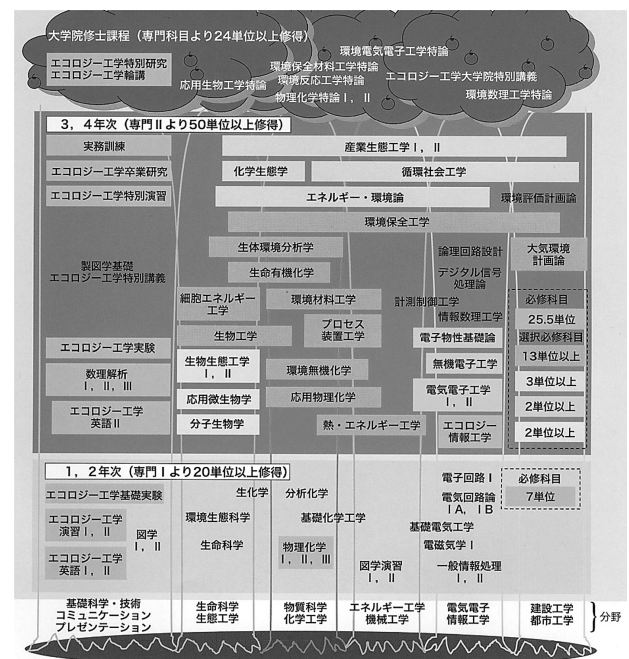 大学院修士課程（専門科目より24単位以上修得）
エコロジー工学特別研究
エコロジー工学輪講
応用生物工学特論
環境電気電子工学特論
環境保全材料工学特論
環境反応工学特論
エコロジー工学大学院特別講義
物理化学特論Ⅰ, Ⅱ
環境数理工学特論
3, 4年次（専門Ⅱより50単位以上修得）
実務訓練
産業生態工学Ⅰ, Ⅱ
エコロジー工学卒業研究
化学生態学
循環社会工学
エコロジー工学特別演習
エネルギー・環境論
環境評価計画論
環境保全工学
製図学基礎
エコロジー工学特別講義
生体環境分析学
論理回路設計
大気環境
計画論
生命有機化学
デジタル信号
処理論
細胞エネルギー
工学
環境材料工学
計測制御工学
必修科目
25.5単位
情報数理工学
生物工学
プロセス
装置工学
電子物性基礎論
選択必修科目
13単位以上
エコロジー工学実験
生物生態工学
Ⅰ, Ⅱ
環境無機化学
無機電子工学
数理解析
Ⅰ, Ⅱ, Ⅲ
3単位以上
応用微生物学
応用物理化学
電気電子工学
Ⅰ, Ⅱ
2単位以上
エコロジー工学
英語Ⅱ
分子生物学
熱・エネルギー工学
エコロジー
情報工学
2単位以上
1, 2年次（専門Ⅰより20単位以上修得）
電子回路Ⅰ
必修科目
7単位
エコロジー工学基礎実験
生化学
分析化学
電気回路論
ⅠA, ⅠB
エコロジー工学
演習Ⅰ, Ⅱ
図学
Ⅰ, Ⅱ
環境生命科学
基礎化学工学
基礎電気工学
エコロジー工学
英語Ⅰ, Ⅱ
生命科学
物理化学
Ⅰ, Ⅱ, Ⅲ
電磁気学Ⅰ
図学演習
Ⅰ, Ⅱ
一般情報処理
Ⅰ, Ⅱ
基礎科学・技術
コミュニケーション
プレゼンテーション
生命科学
生態工学
物質科学
化学工学
エネルギー工学
機械工学
電気電子
情報工学
建設工学
都市工学
分野